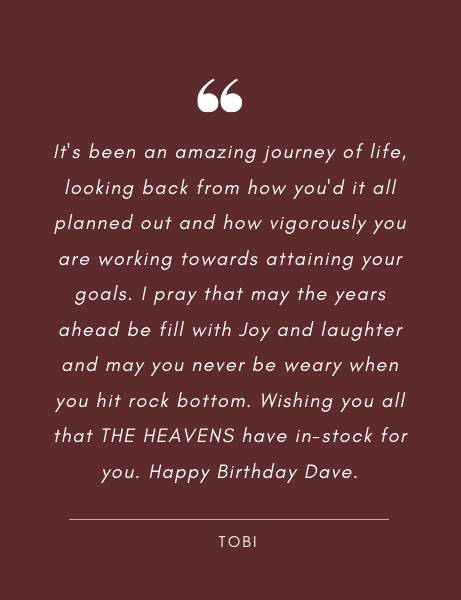 ❝
It's been an amazing journey of life,
looking back from how you'd it all
planned out and how vigorously you
are working towards attaining your
goals. I pray that may the years
ahead be fill with Joy and laughter
and may you never be weary when
you hit rock bottom. Wishing you all
that THE HEAVENS have in-stock for
you. Happy Birthday Dave.
TOBI